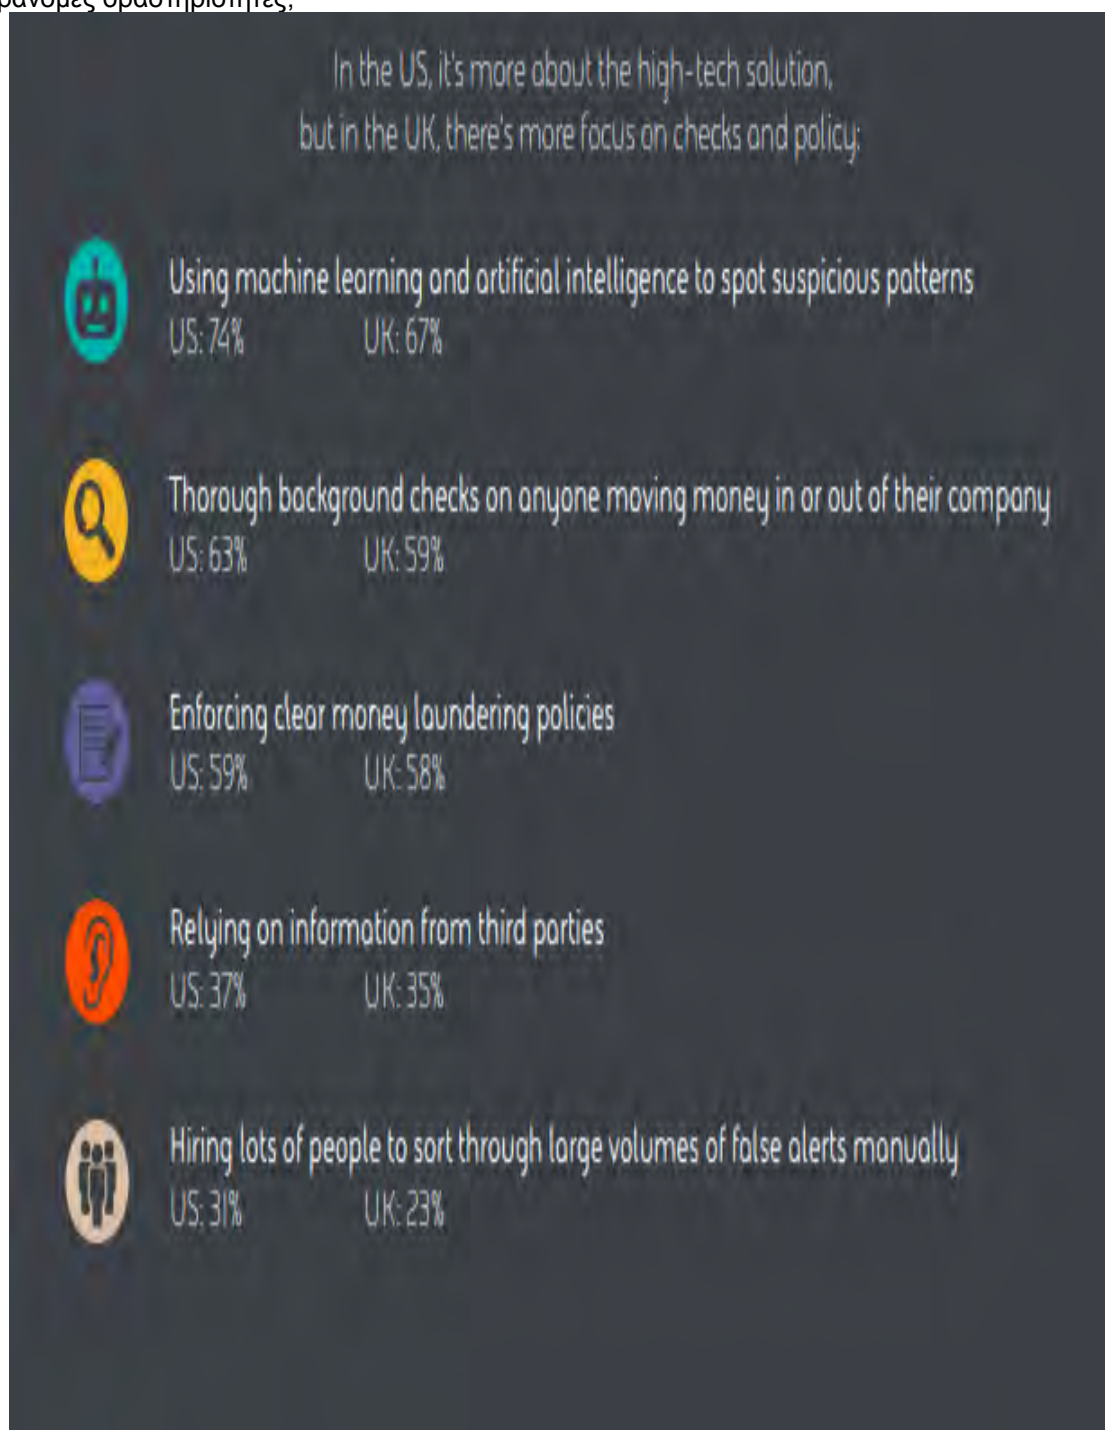 δραστηριότητες;
In the US, it's more about the high-tech solution,
but in the UK, there's more focus on checks and policy:
Using machine learning and artificial intelligence to spot suspicious patterns
US: 74% UK: 67%
Thorough background checks on anyone moving money in or out of their company
US: 63% UK: 59%
Enforcing clear money laundering policies
US: 59% UK: 58%
Relying on information from third parties
US: 37% UK: 35%
Hiring lots of people to sort through large volumes of false alerts manually
US: 31% UK: 23%